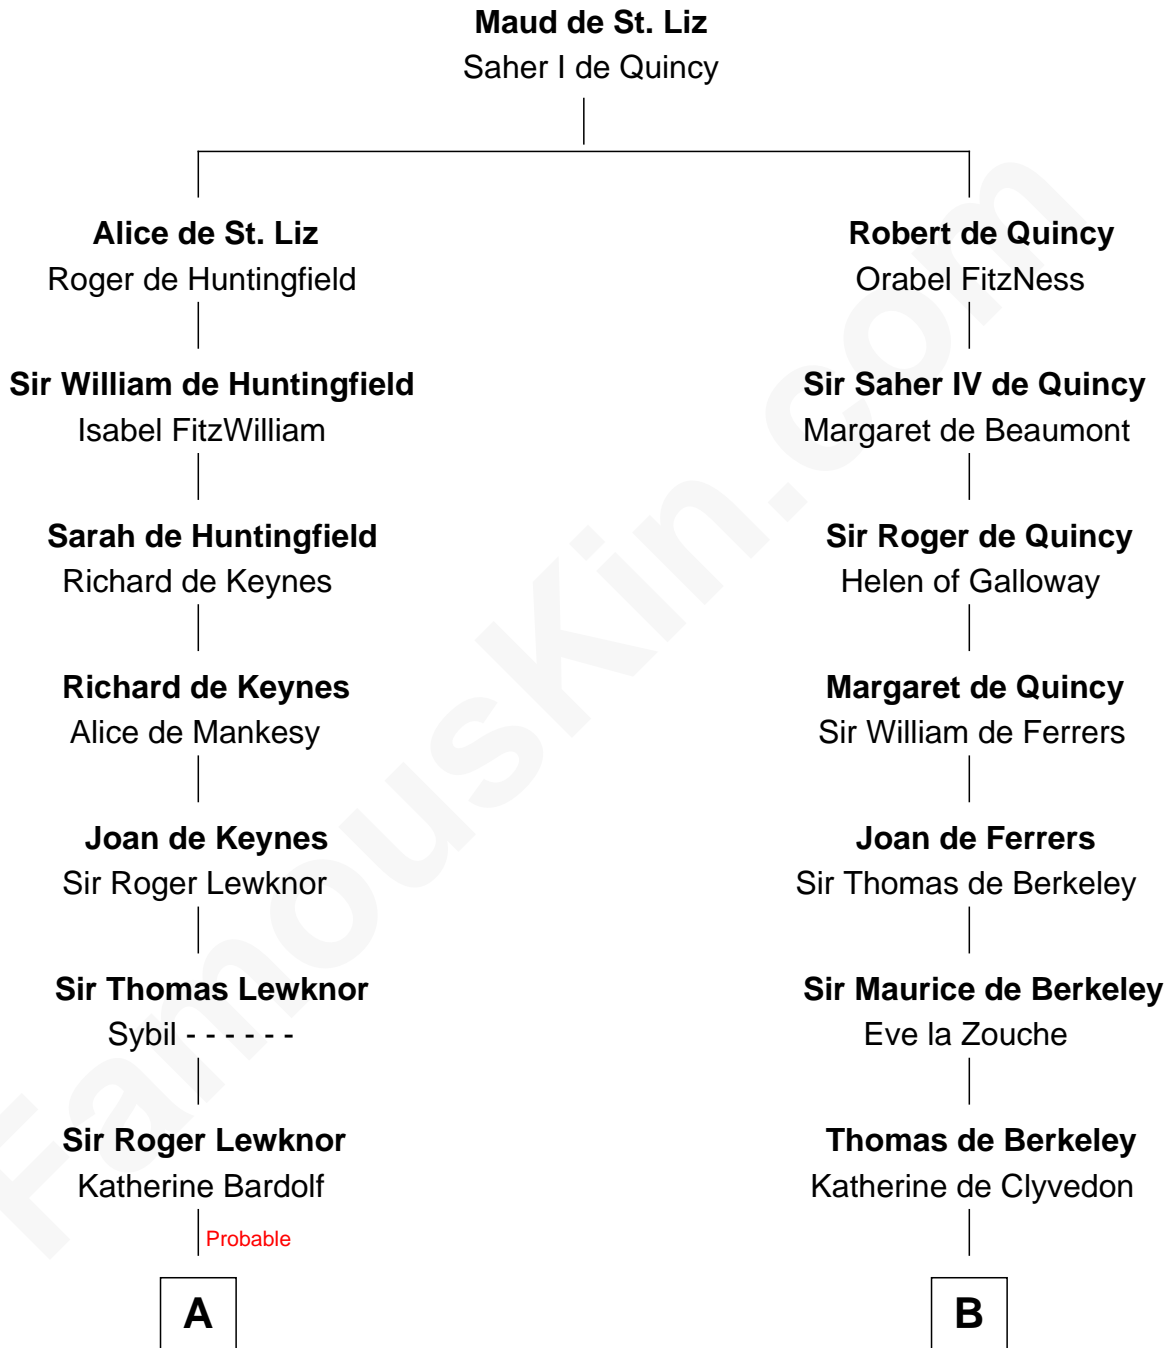 Maud de St. Liz
Saher I de Quincy
Alice de St. Liz
Roger de Huntingfield
Robert de Quincy
Orabel FitzNess
Sir William de Huntingfield
Isabel FitzWilliam
Sir Saher IV de Quincy
Margaret de Beaumont
Sarah de Huntingfield
Richard de Keynes
Sir Roger de Quincy
Helen of Galloway
Richard de Keynes
Alice de Mankesy
Margaret de Quincy
Sir William de Ferrers
Joan de Keynes
Sir Roger Lewknor
Joan de Ferrers
Sir Thomas de Berkeley
Sir Thomas Lewknor
Sybil - - - - - -
Sir Maurice de Berkeley
Eve la Zouche
Sir Roger Lewknor
Katherine Bardolf
Thomas de Berkeley
Katherine de Clyvedon
Probable
A
B
FamousKin.com